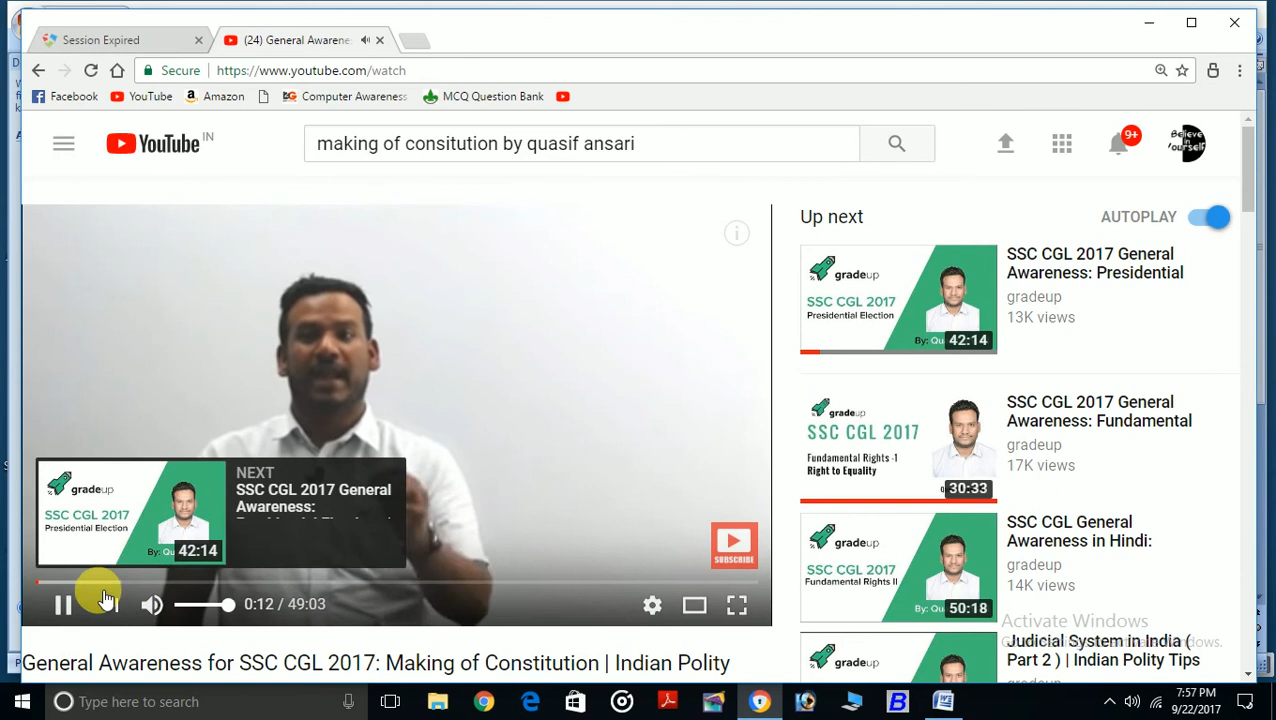 Session Expired
(24) General Awarene
Secure
https://www.youtube.com/watch
Facebook
YouTube
Amazon
Computer Awareness
MCQ Question Bank
YouTube IN
making of consitution by quasif ansari
9+
Believe
in
Yourself
Up next
AUTOPLAY
gradeup
SSC CGL 2017
Presidential Election
42:14
SSC CGL 2017 General
Awareness: Presidential
gradeup
13K views
gradeup
SSC CGL 2017
Fundamental Rights -1
Right to Equality
30:33
SSC CGL 2017 General
Awareness: Fundamental
gradeup
17K views
gradeup
SSC CGL 2017
Fundamental Rights II
50:18
SSC CGL General
Awareness in Hindi:
gradeup
14K views
gradeup
Judicial System in India (
Part 2 ) | Indian Polity Tips
Activate Windows
gradeup
SSC CGL 2017
Presidential Election
By:
42:14
NEXT
SSC CGL 2017 General
Awareness:
SUBSCRIBE
0:12 / 49:03
General Awareness for SSC CGL 2017: Making of Constitution | Indian Polity
Type here to search
7:57 PM
9/22/2017